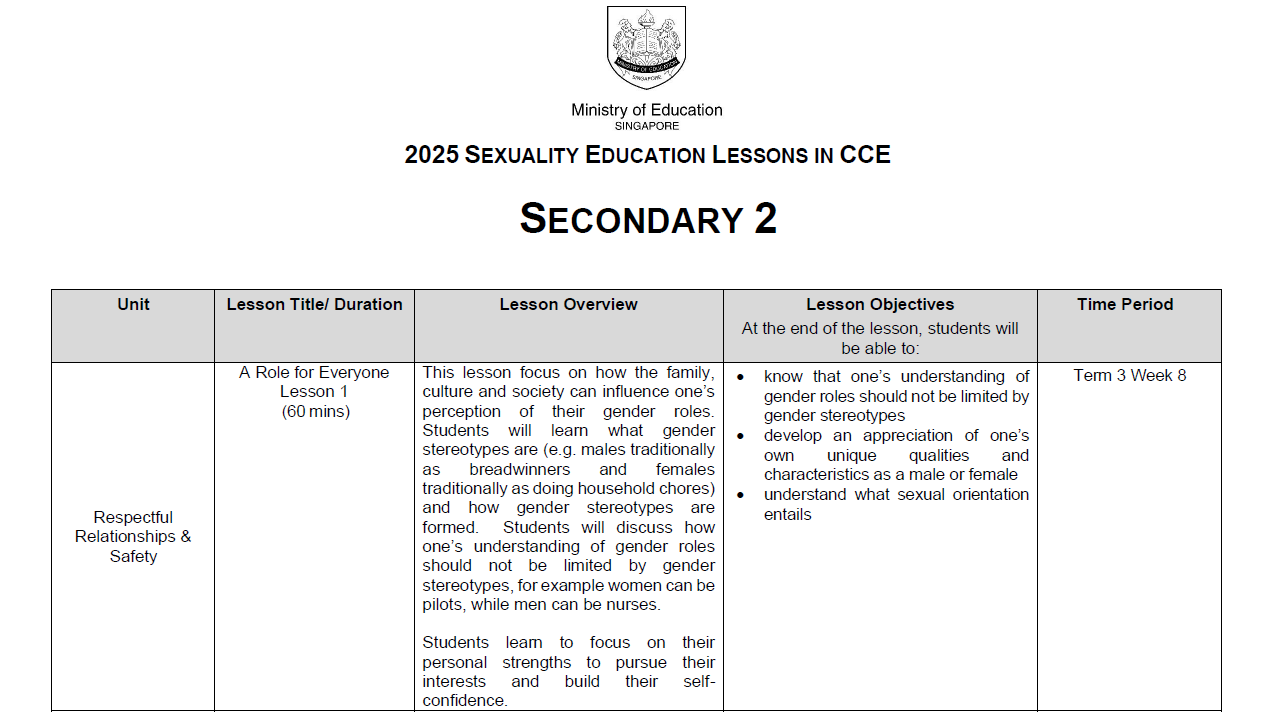 MINISTRY OF EDUCATION
SINGAPORE
Ministry of Education
SINGAPORE
2025 SEXUALITY EDUCATION LESSONS IN CCE
SECONDARY 2
Unit
Lesson Title/ Duration
Lesson Overview
Lesson Objectives
At the end of the lesson, students will
be able to:
Time Period
Respectful
Relationships &
Safety
A Role for Everyone
Lesson 1
(60 mins)
This lesson focus on how the family,
culture and society can influence one’s
perception of their gender roles.
Students will learn what gender
stereotypes are (e.g. males traditionally
as breadwinners and females
traditionally as doing household chores)
and how gender stereotypes are
formed. Students will discuss how
one’s understanding of gender roles
should not be limited by gender
stereotypes, for example women can be
pilots, while men can be nurses.
Students learn to focus on their
personal strengths to pursue their
interests and build their self-
confidence.
• know that one’s understanding of
gender roles should not be limited by
gender stereotypes
• develop an appreciation of one’s
own unique qualities and
characteristics as a male or female
• understand what sexual orientation
entails
Term 3 Week 8